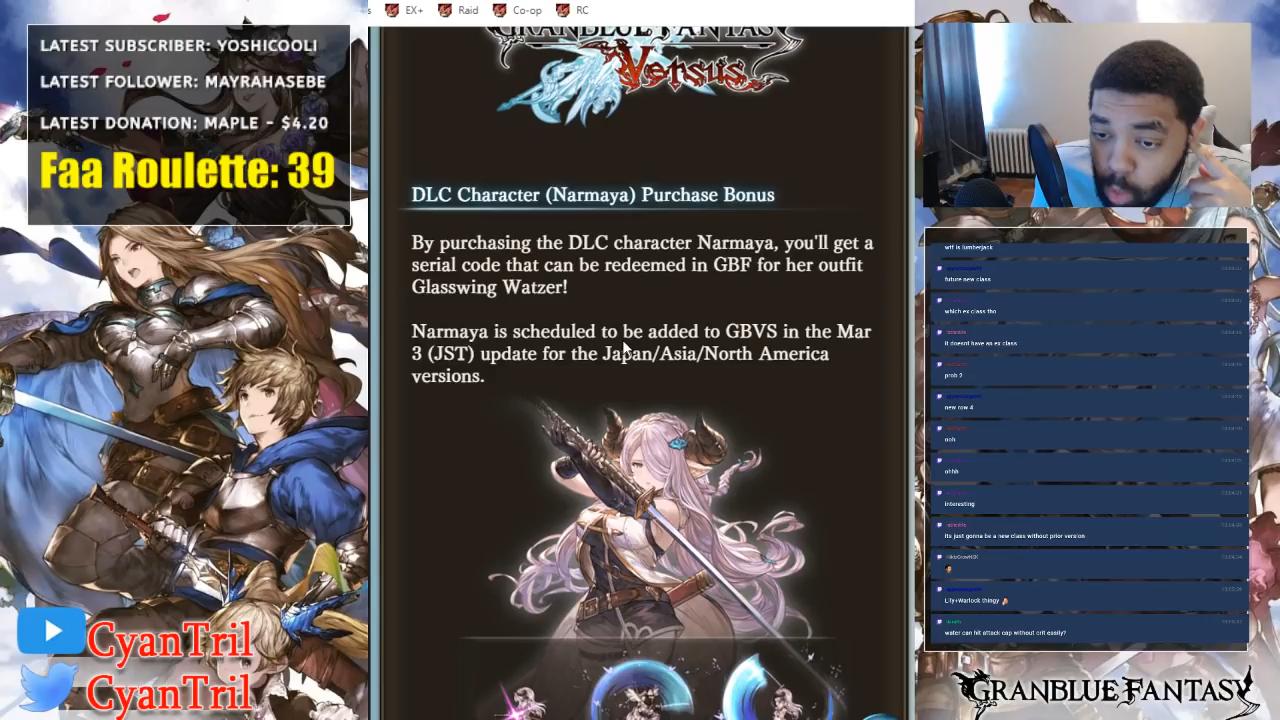 EX+
Raid
Co-op
RC
LATEST SUBSCRIBER: YOSHICOOLI
LATEST FOLLOWER: MAYRAHASEBE
LATEST DONATION: MAPLE - $4.20
Faa Roulette: 39
GRANBLUE FANTASY
Versus
DLC Character (Narmaya) Purchase Bonus
By purchasing the DLC character Narmaya, you'll get a
serial code that can be redeemed in GBF for her outfit
Glasswing Watzer!
Narmaya is scheduled to be added to GBVS in the Mar
3 (JST) update for the Japan/Asia/North America
versions.
CyanTril
CyanTril
wtf is lumberjack
future new class
which ex class tho
it doesnt have an ex class
prob 2
new row 4
ooh
ohhh
interesting
Its just gonna be a new class without prior version
Lily+Warlock thingy
water can hit attack cap without crit easily?
GRANBLUE FANTASY